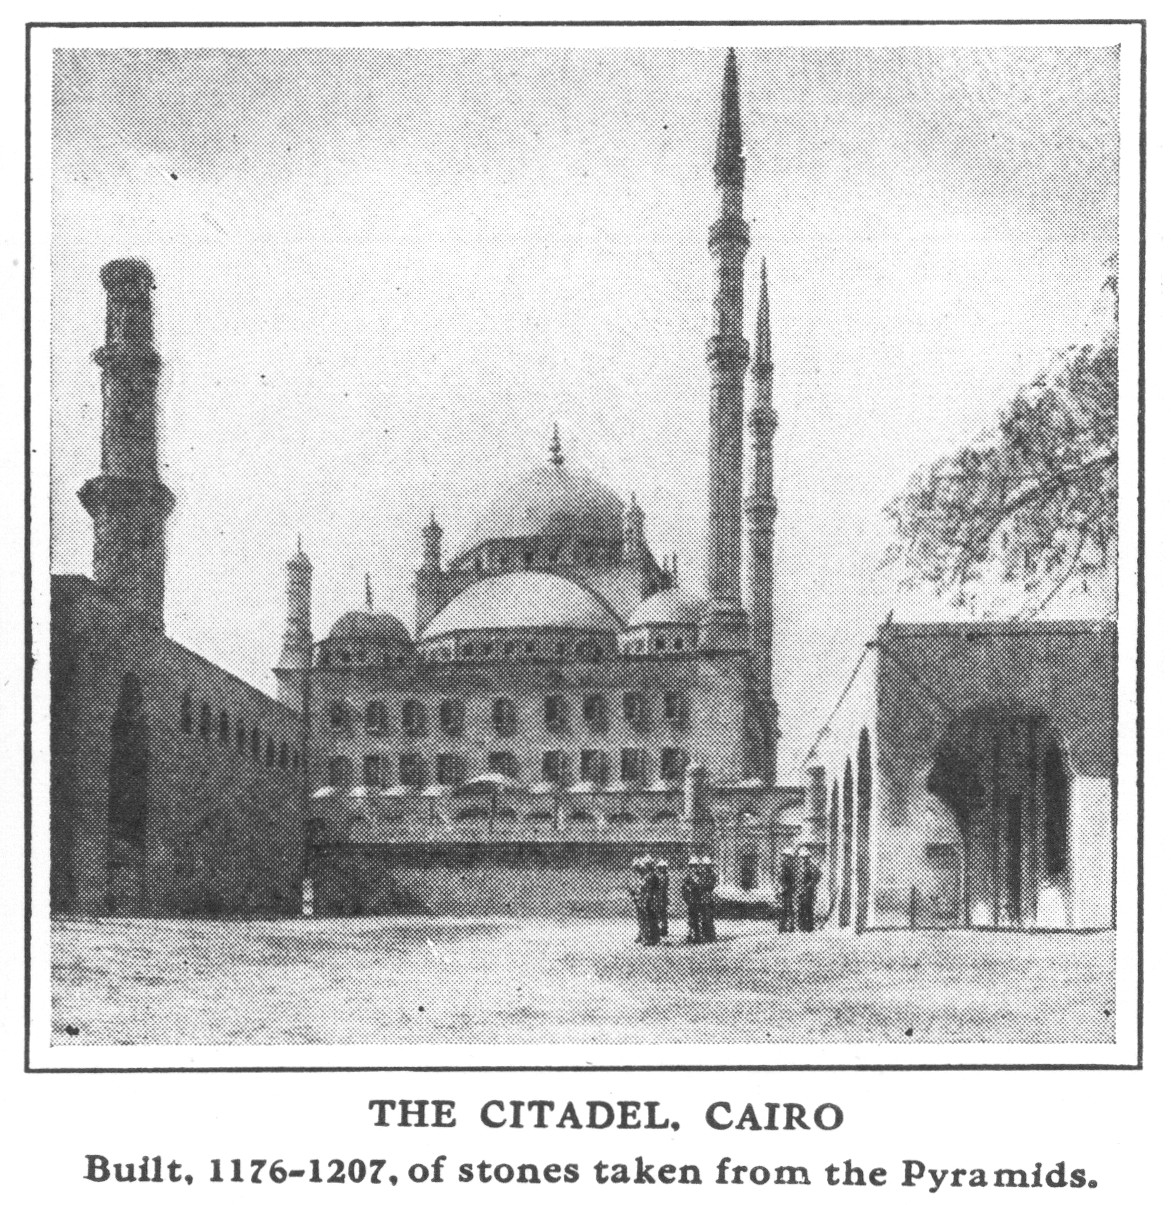 THE CITADEL, CAIRO
Built, 1176-1207, of stones taken from the Pyramids.